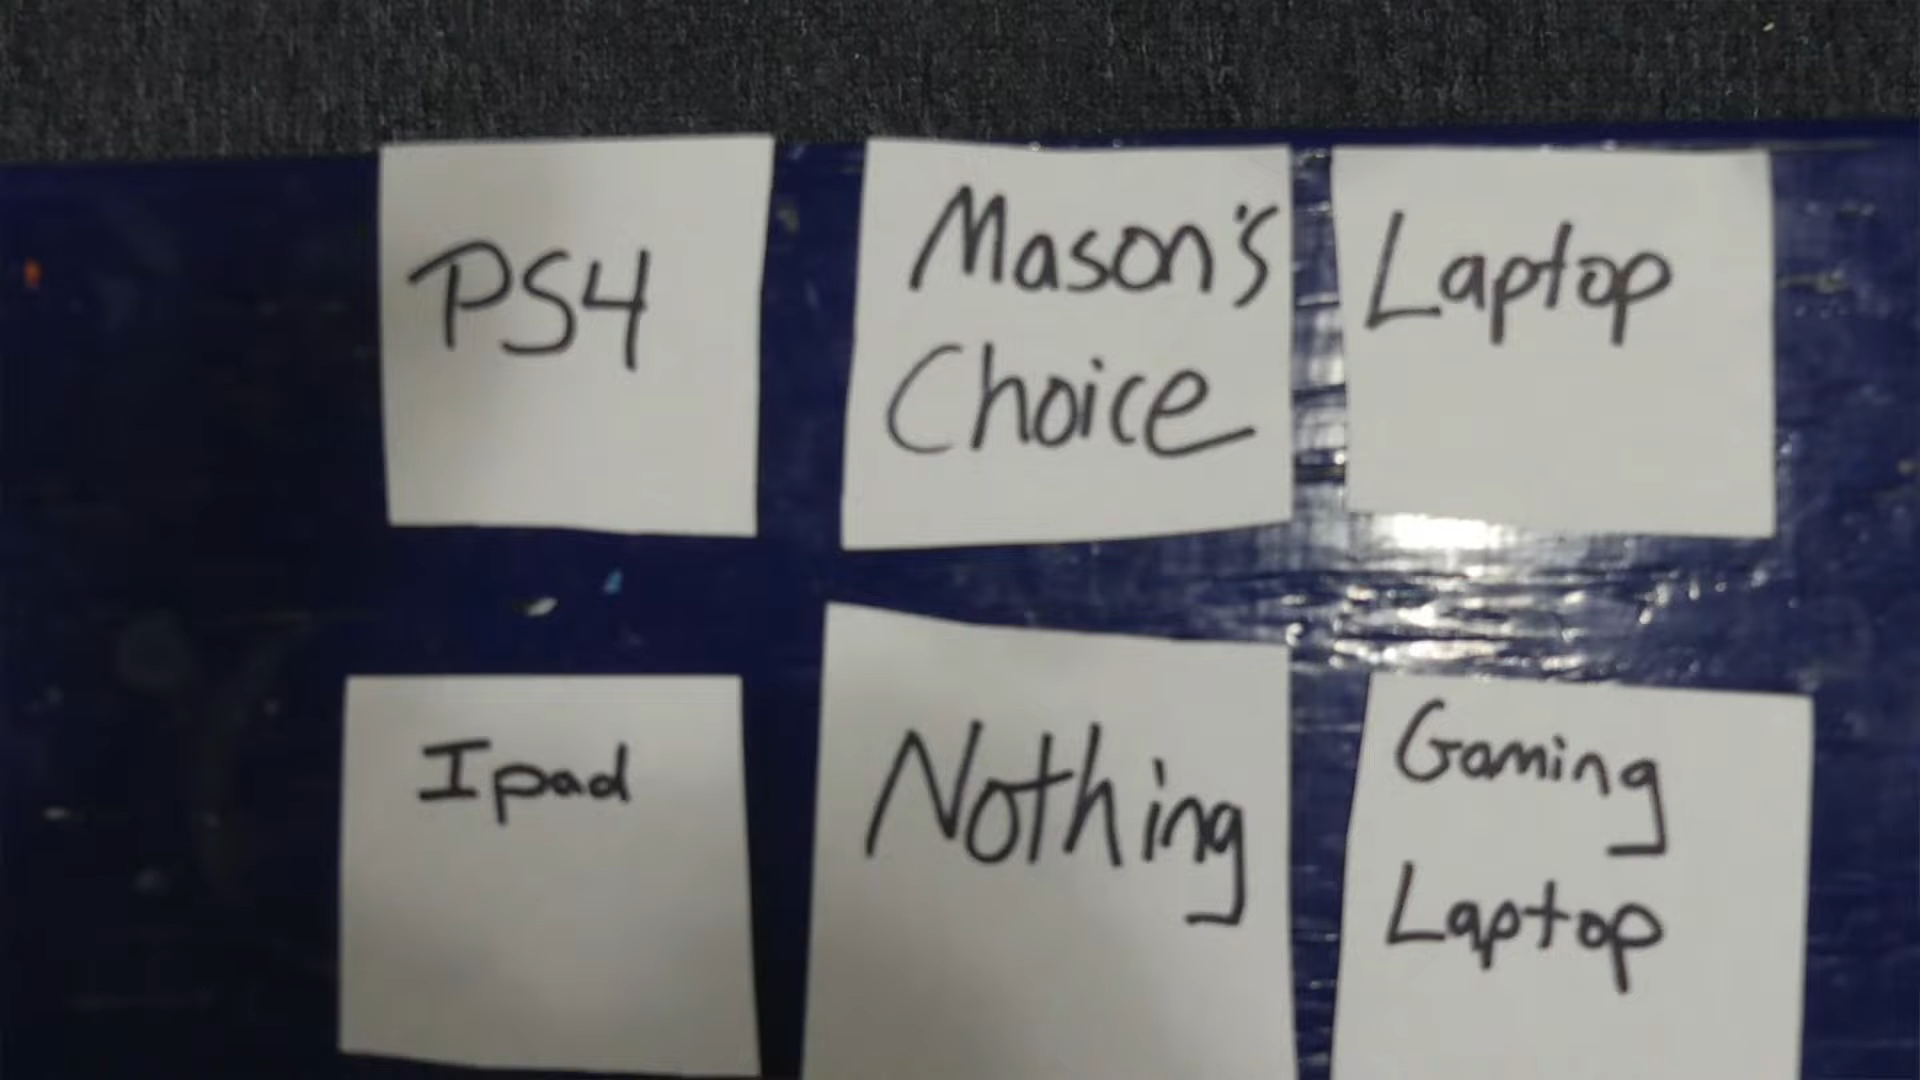 PS4
Mason's
Choice
Laptop
Ipad
Nothing
Gaming
Laptop